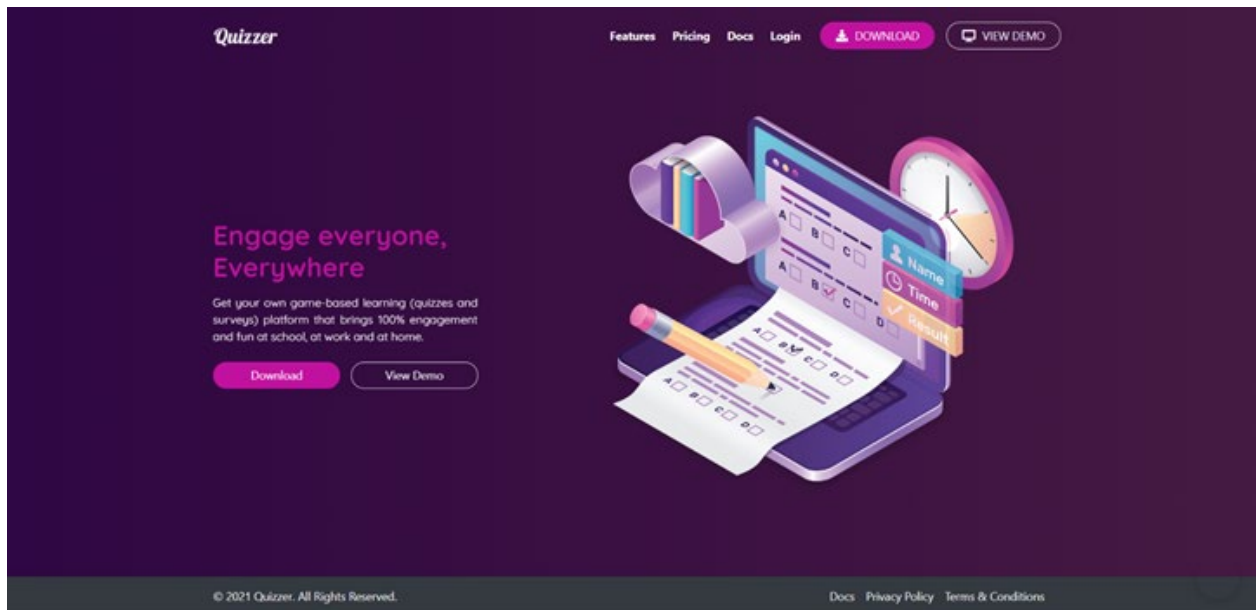 Quizzer
Features Pricing Docs Login DOWNLOAD VIEW DEMO
Engage everyone,
Everywhere
Get your own game-based learning (quizzes and
surveys) platform that brings 100% engagement
and fun at school, at work and at home.
Download View Demo
A B C
A B C D
Name
Time
Result
A B C D
A B C D
© 2021 Quizzer. All Rights Reserved.
Docs Privacy Policy Terms & Conditions